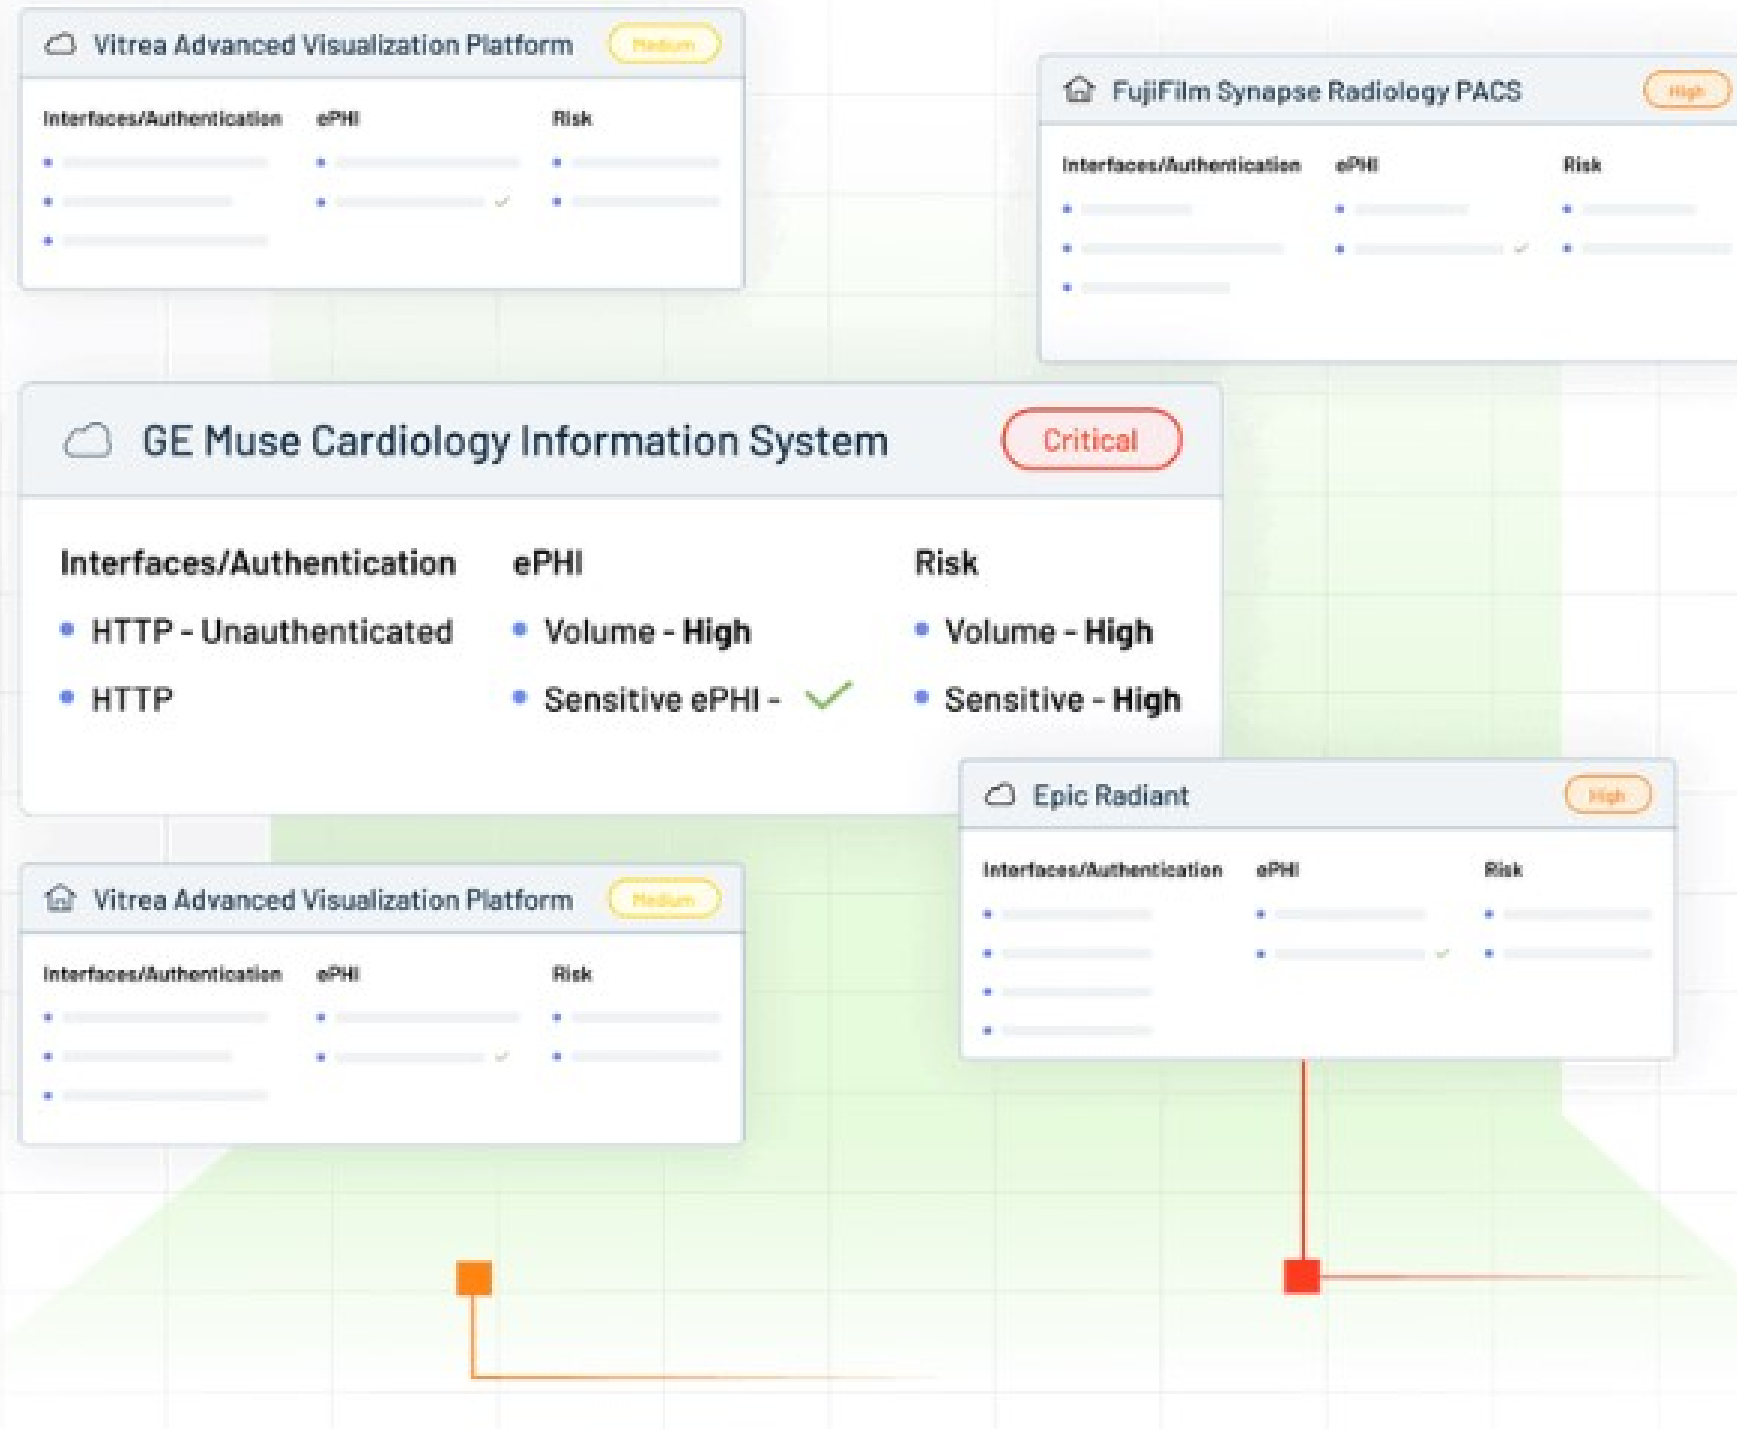 Vitrea Advanced Visualization Platform Medium
Interfaces/Authentication ePHI Risk
FujiFilm Synapse Radiology PACS High
Interfaces/Authentication ePHI Risk
GE Muse Cardiology Information System Critical
Interfaces/Authentication ePHI Risk
HTTP - Unauthenticated Volume - High Volume - High
HTTP Sensitive ePHI - Sensitive - High
Epic Radiant High
Interfaces/Authentication ePHI Risk
Vitrea Advanced Visualization Platform Medium
Interfaces/Authentication ePHI Risk